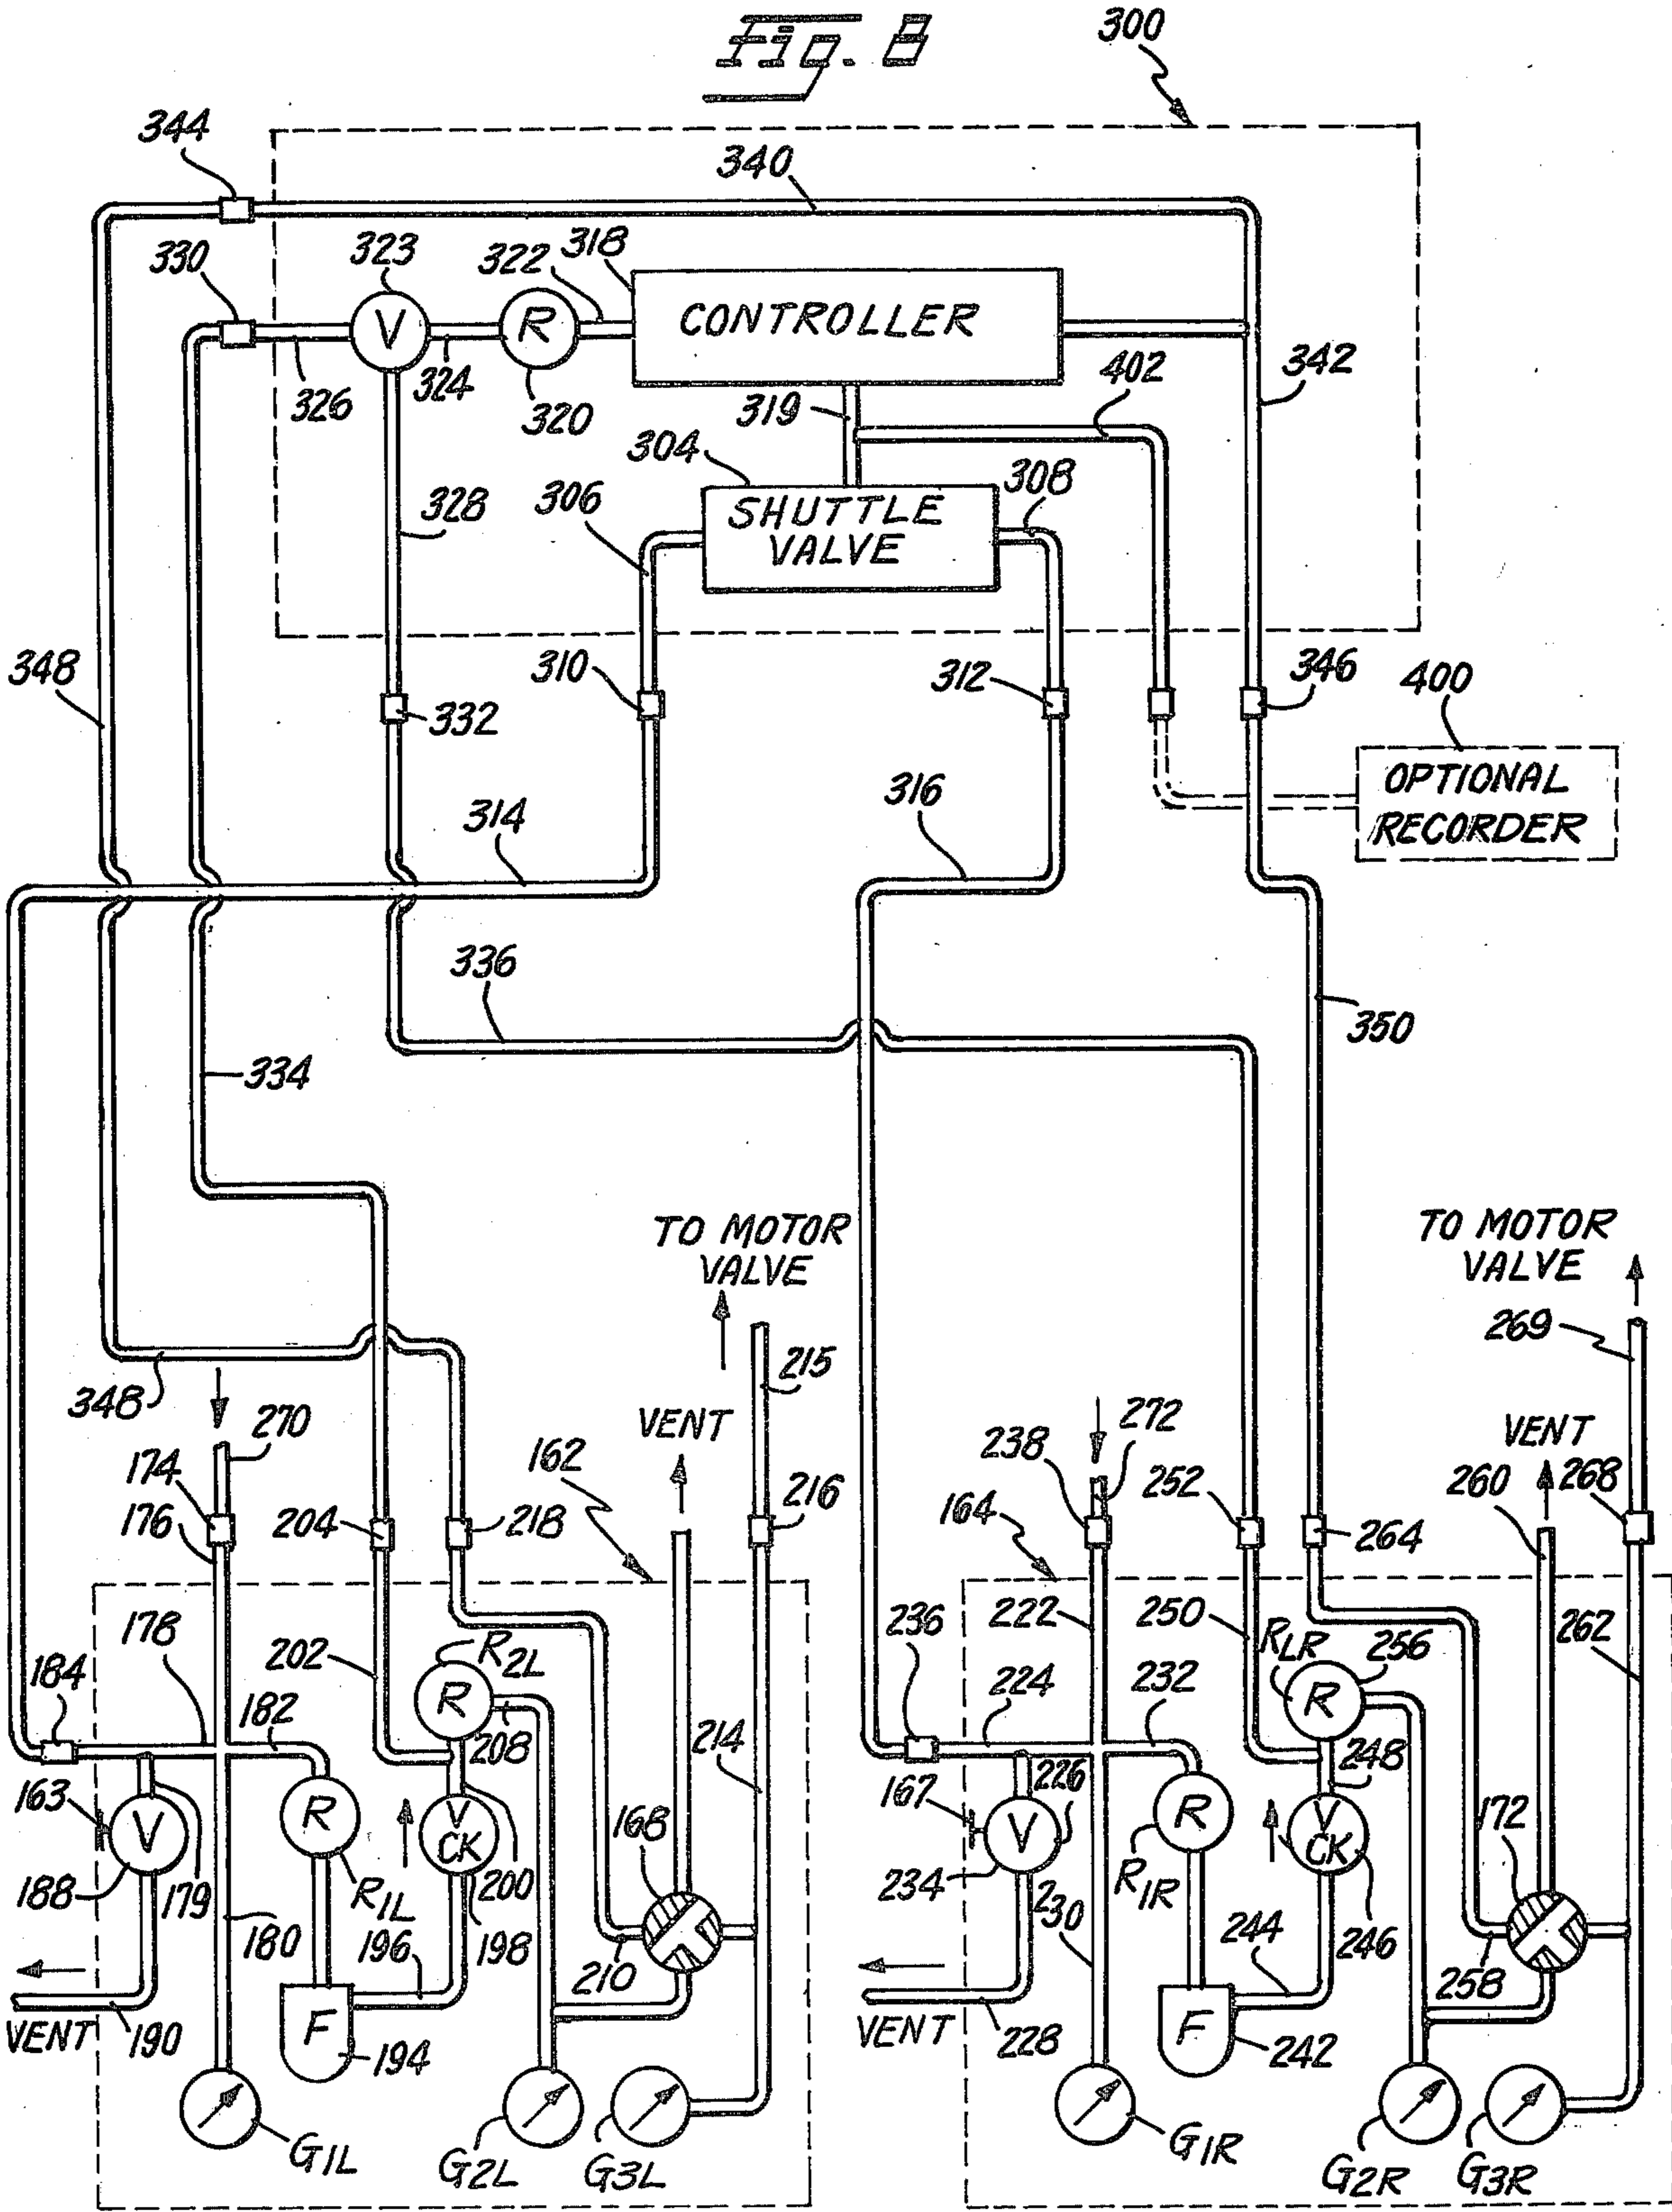 Fig. 8
300
344
340
330
323
322
318
V
R
CONTROLLER
326
324
320
319
402
342
304
306
328
SHUTTLE
VALVE
308
348
310
332
312
346
400
OPTIONAL
RECORDER
314
316
336
350
334
TO MOTOR
VALVE
TO MOTOR
VALVE
348
215
269
270
VENT
272
VENT
174
176
204
218
162
216
164
238
252
264
260
268
178
202
R2L
222
250
RLR
256
262
184
182
R
208
214
236
224
232
R
248
163
V
R
V
CK
168
167
V
226
R
V
CK
172
188
179
R1L
200
234
R1R
180
196
198
210
230
244
246
258
VENT
190
F
194
VENT
228
F
242
G1L
G2L
G3L
G1R
G2R
G3R